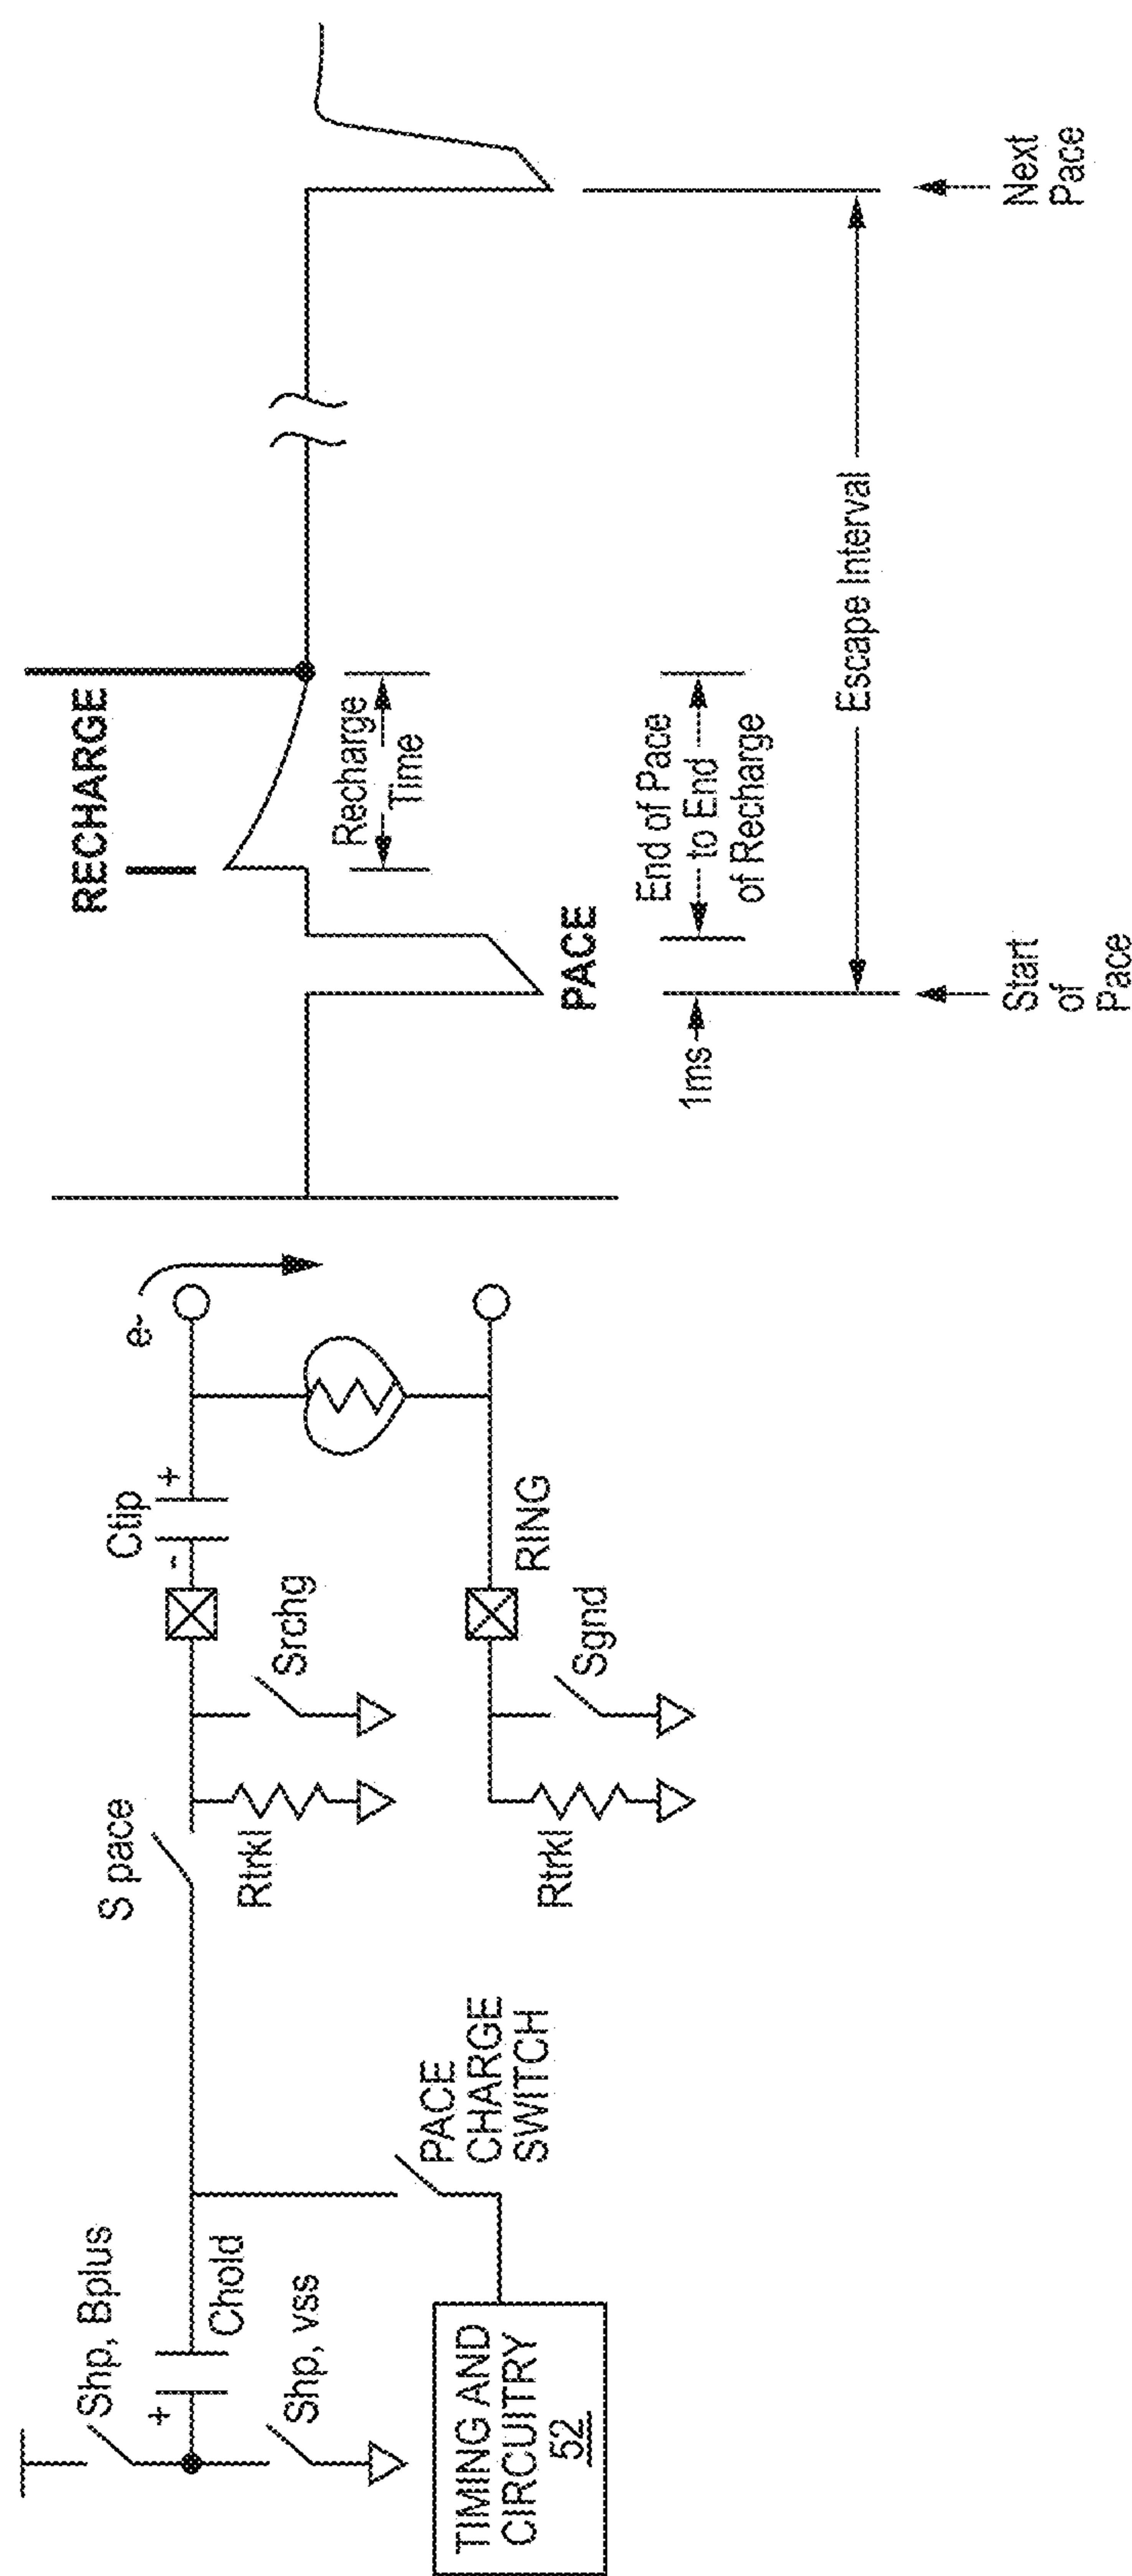 Shp, Bplus
+
Chold
Shp, vss
TIMING AND
CIRCUITRY
52
PACE
CHARGE
SWITCH
S pace
Rtrkl
Srchg
Rtrkl
Sgnd
RING
Ctip
- +
e-
RECHARGE
Recharge
Time
PACE
End of Pace
to End
of Recharge
1ms
Escape Interval
Start
of
Pace
Next
Pace